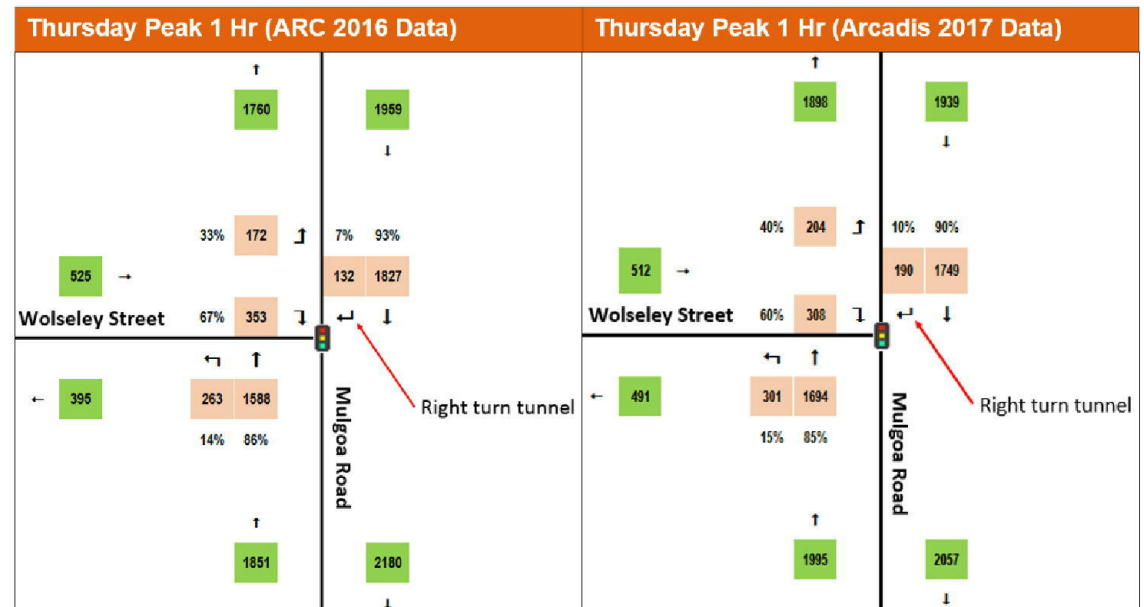 Thursday Peak 1 Hr (ARC 2016 Data)
1760 1959
33% 172 7% 93%
525 132 1827
Wolseley Street 67% 353
395 263 1588
Right turn tunnel
14% 86%
Mulgoa Road
1851 2180
Thursday Peak 1 Hr (Arcadis 2017 Data)
1898 1939
40% 204 10% 90%
512 190 1749
Wolseley Street 60% 308
491 301 1694
Right turn tunnel
15% 85%
Mulgoa Road
1995 2057